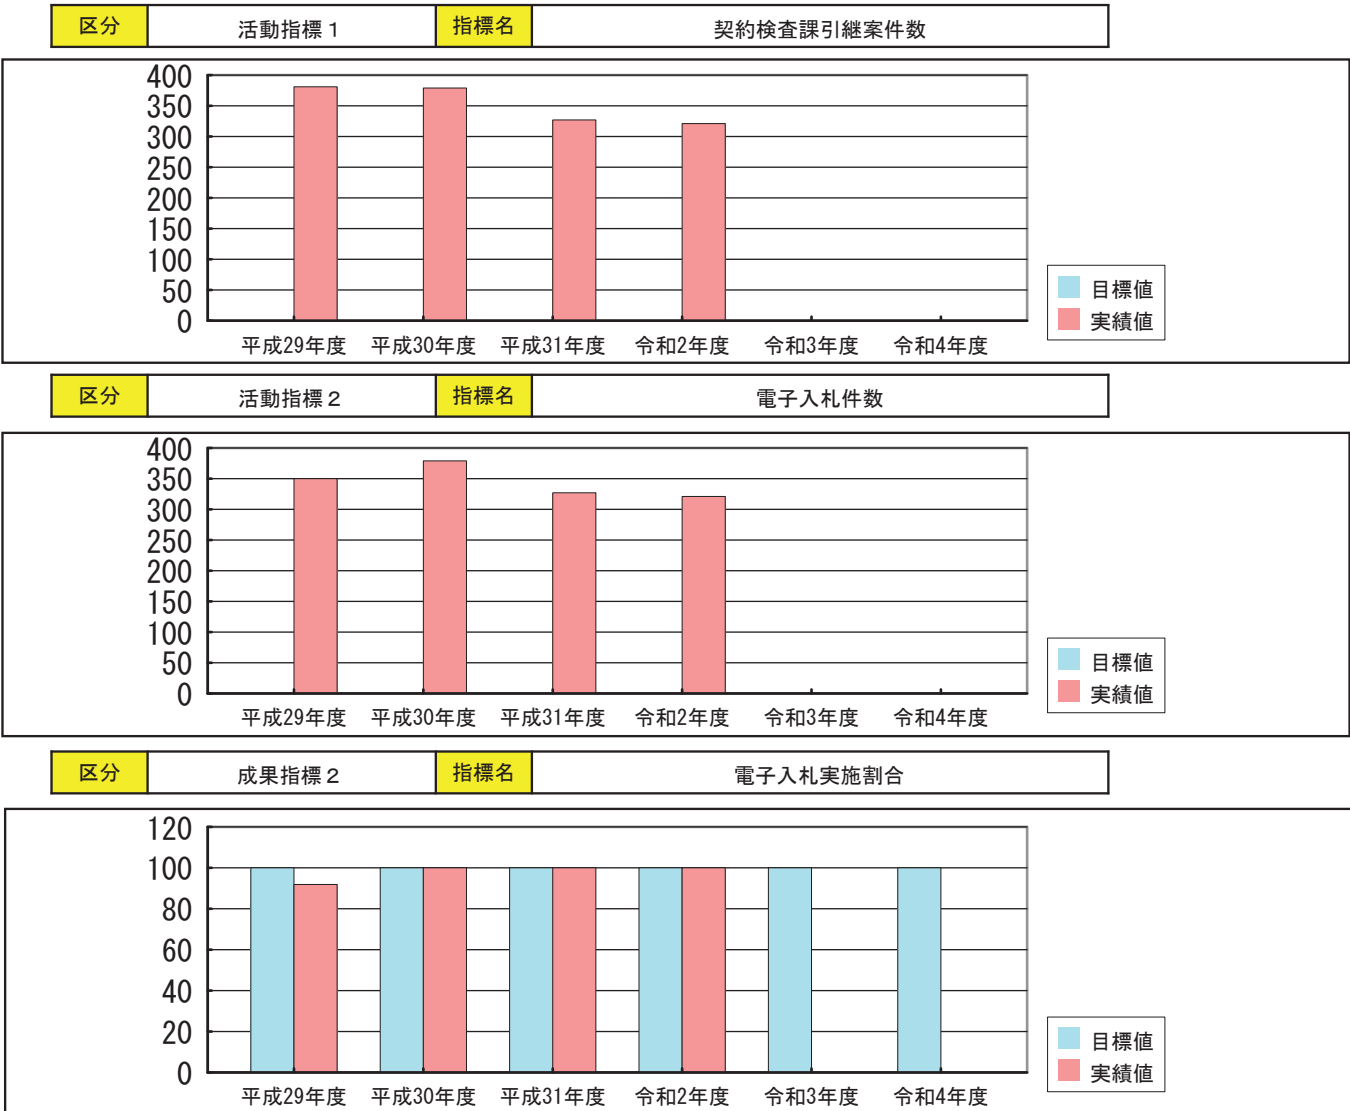 区分 活動指標１ 指標名 契約検査課引継案件数
400
350
300
250
200
150
100
50
0
平成29年度 平成30年度 平成31年度 令和2年度 令和3年度 令和4年度
目標値
実績値
区分 活動指標２ 指標名 電子入札件数
400
350
300
250
200
150
100
50
0
平成29年度 平成30年度 平成31年度 令和2年度 令和3年度 令和4年度
目標値
実績値
区分 成果指標２ 指標名 電子入札実施割合
120
100
80
60
40
20
0
平成29年度 平成30年度 平成31年度 令和2年度 令和3年度 令和4年度
目標値
実績値